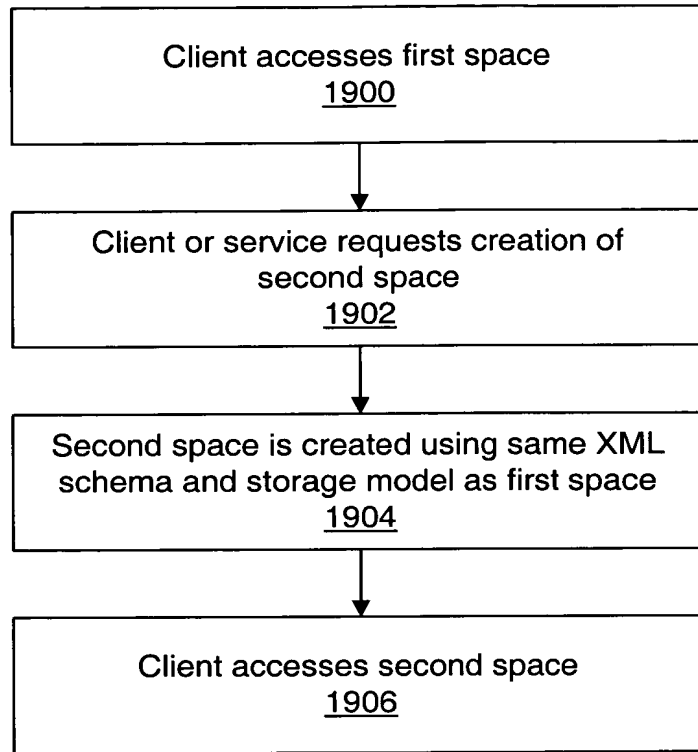 Client accesses first space
1900
Client or service requests creation of
second space
1902
Second space is created using same XML
schema and storage model as first space
1904
Client accesses second space
1906